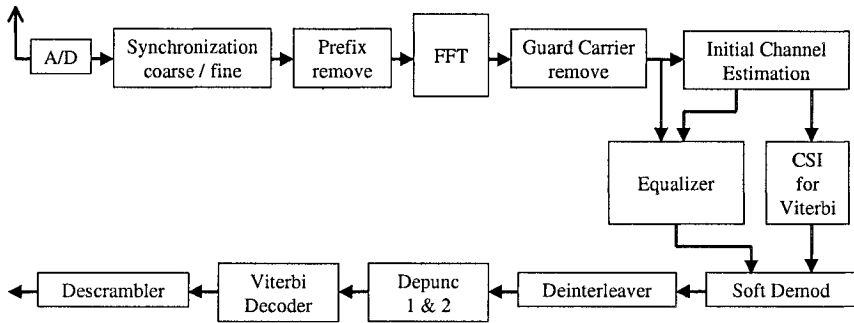 A/D
Synchronization
coarse / fine
Prefix
remove
FFT
Guard Carrier
remove
Initial Channel
Estimation
Equalizer
CSI
for
Viterbi
Descrambler
Viterbi
Decoder
Depunc
1 & 2
Deinterleaver
Soft Demod